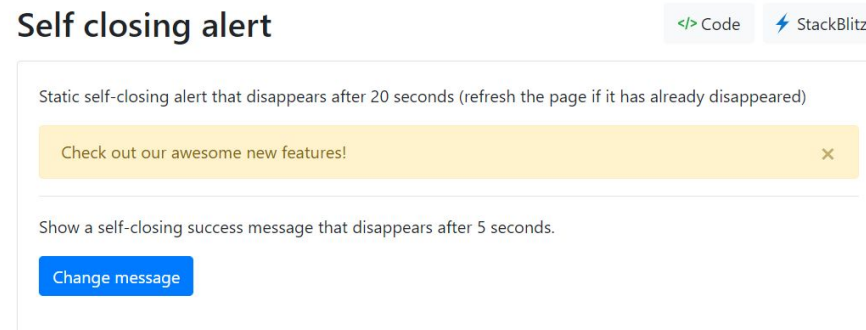 Self closing alert
</> Code
StackBlitz
Static self-closing alert that disappears after 20 seconds (refresh the page if it has already disappeared)
Check out our awesome new features! ×
Show a self-closing success message that disappears after 5 seconds.
Change message